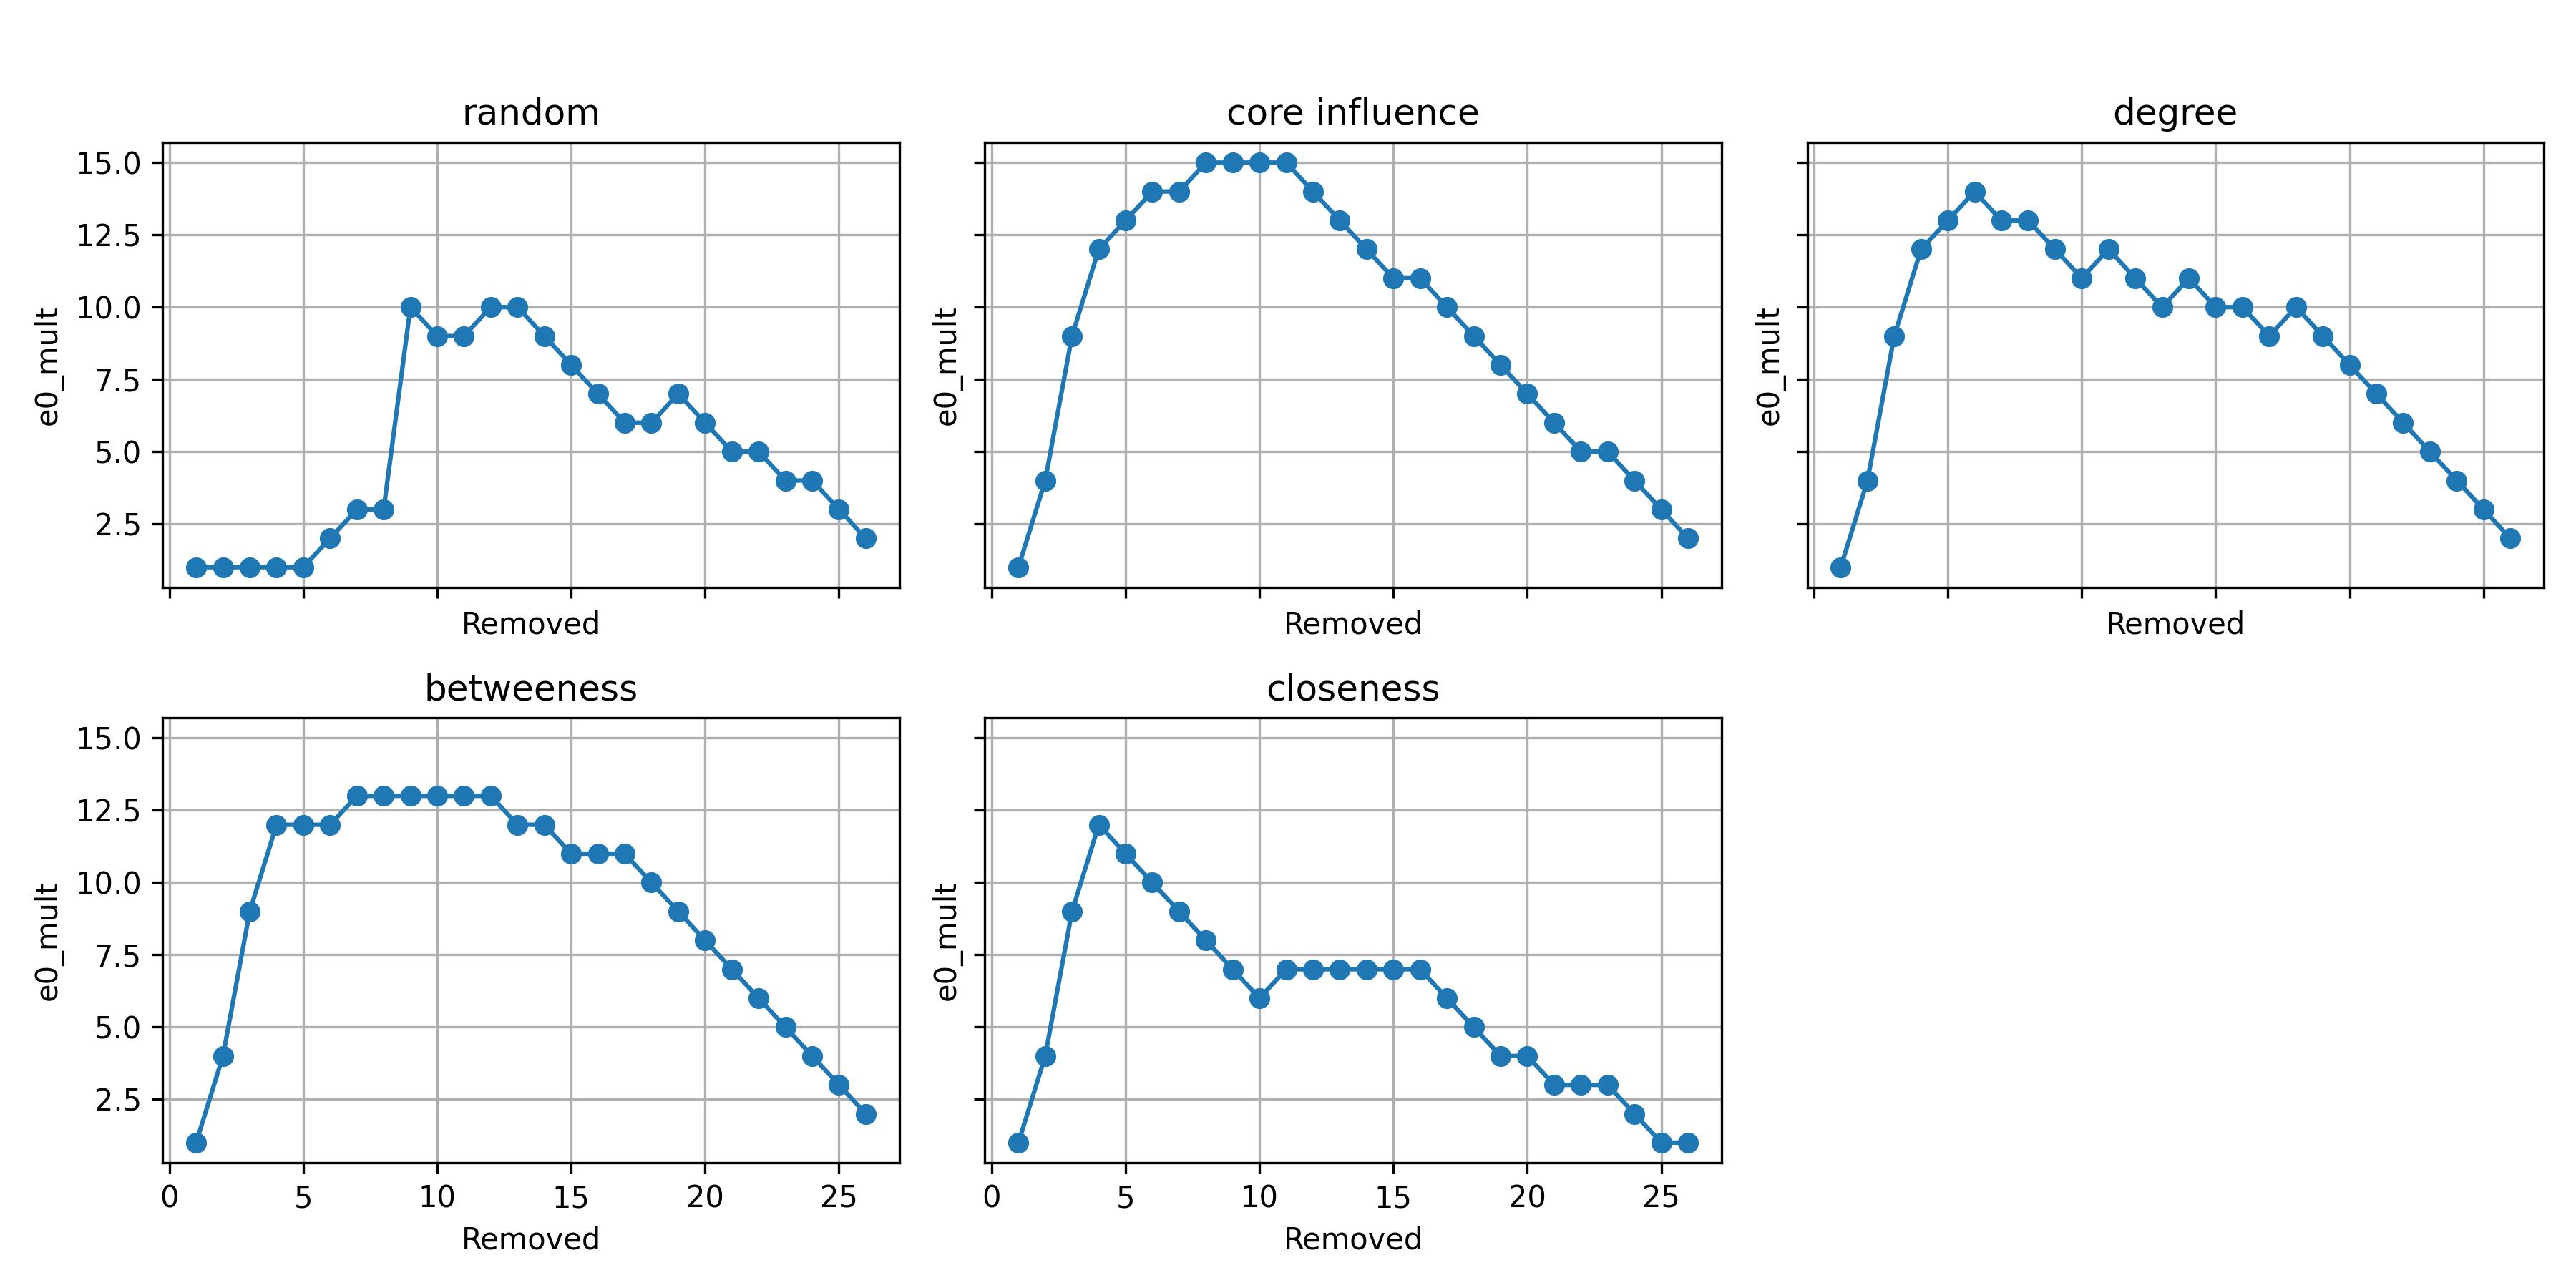 random
core influence
degree
15.0
12.5
10.0
7.5
5.0
2.5
e0_mult
e0_mult
e0_mult
Removed
Removed
Removed
betweeness
closeness
15.0
12.5
10.0
7.5
5.0
2.5
e0_mult
e0_mult
0 5 10 15 20 25
0 5 10 15 20 25
Removed
Removed